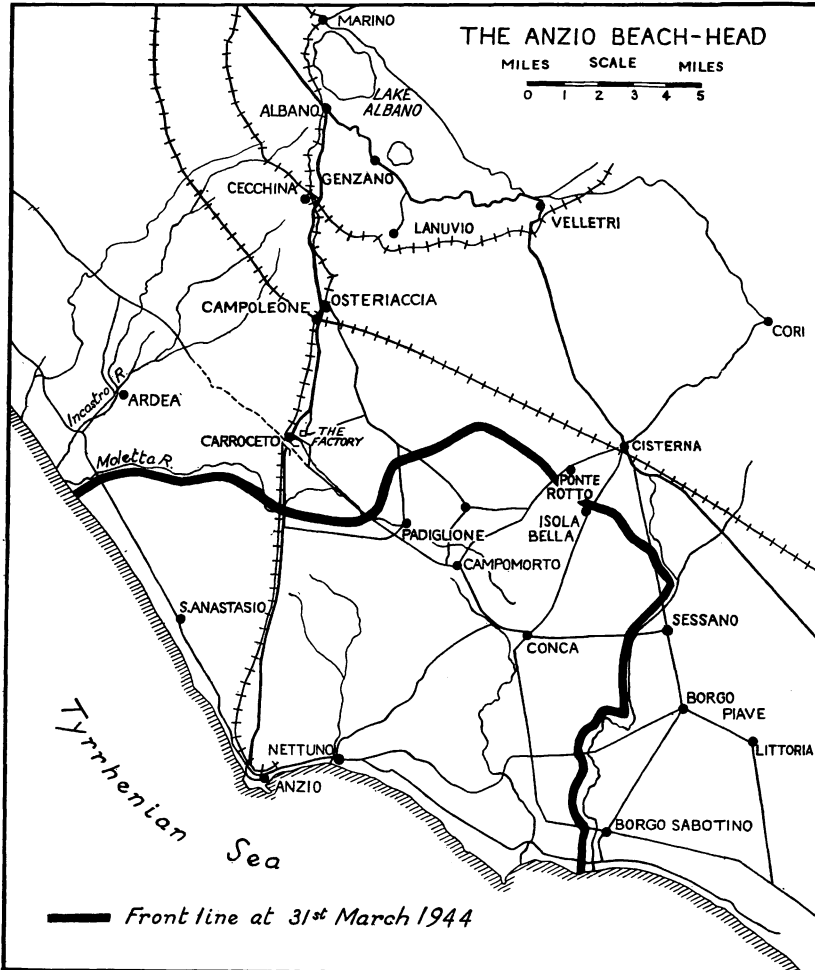 THE ANZIO BEACH-HEAD
MILES SCALE MILES
0 1 2 3 4 5
MARINO
LAKE
ALBANO
ALBANO
GENZANO
CECCHINA
LANUVIO
VELLETRI
OSTERIACCIA
CAMPOLEONE
CORI
Incastro R.
ARDEA
CARROCETO
THE
FACTORY
CISTERNA
Moletta R.
PONTE
ROTTO
ISOLA
BELLA
PADIGLIONE
CAMPOMORTO
S.ANASTASIO
SESSANO
CONCA
BORGO
PIAVE
LITTORIA
NETTUNO
ANZIO
BORGO SABOTINO
Tyrrhenian Sea
Front line at 31st March 1944